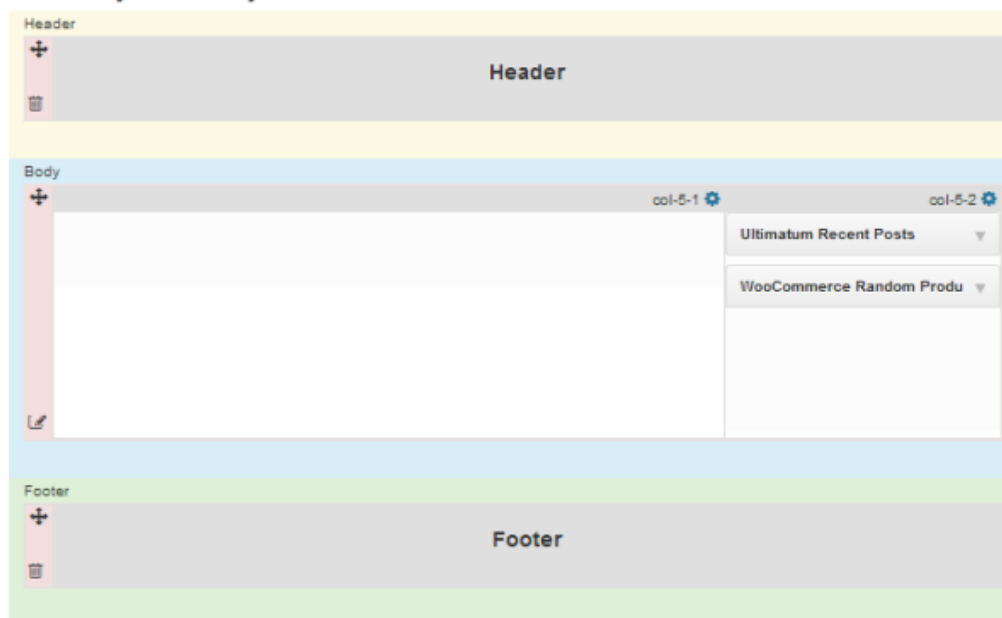 Header
Header
Body
col-5-1
col-5-2
Ultimatum Recent Posts
WooCommerce Random Produ
Footer
Footer